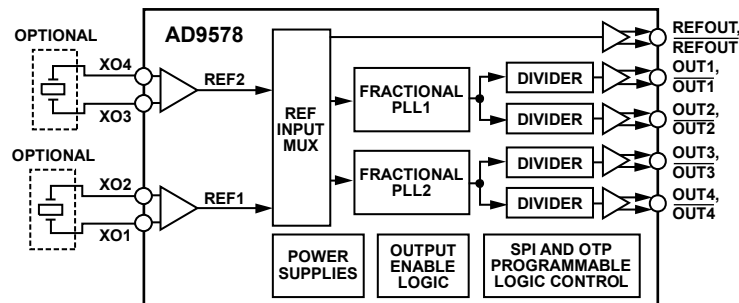 AD9578
OPTIONAL
XO4
XO3
REF2
OPTIONAL
XO2
XO1
REF1
REF
INPUT
MUX
FRACTIONAL
PLL1
FRACTIONAL
PLL2
DIVIDER
DIVIDER
DIVIDER
DIVIDER
REFOUT,
REFOUT
OUT1,
OUT1
OUT2,
OUT2
OUT3,
OUT3
OUT4,
OUT4
POWER
SUPPLIES
OUTPUT
ENABLE
LOGIC
SPI AND OTP
PROGRAMMABLE
LOGIC CONTROL